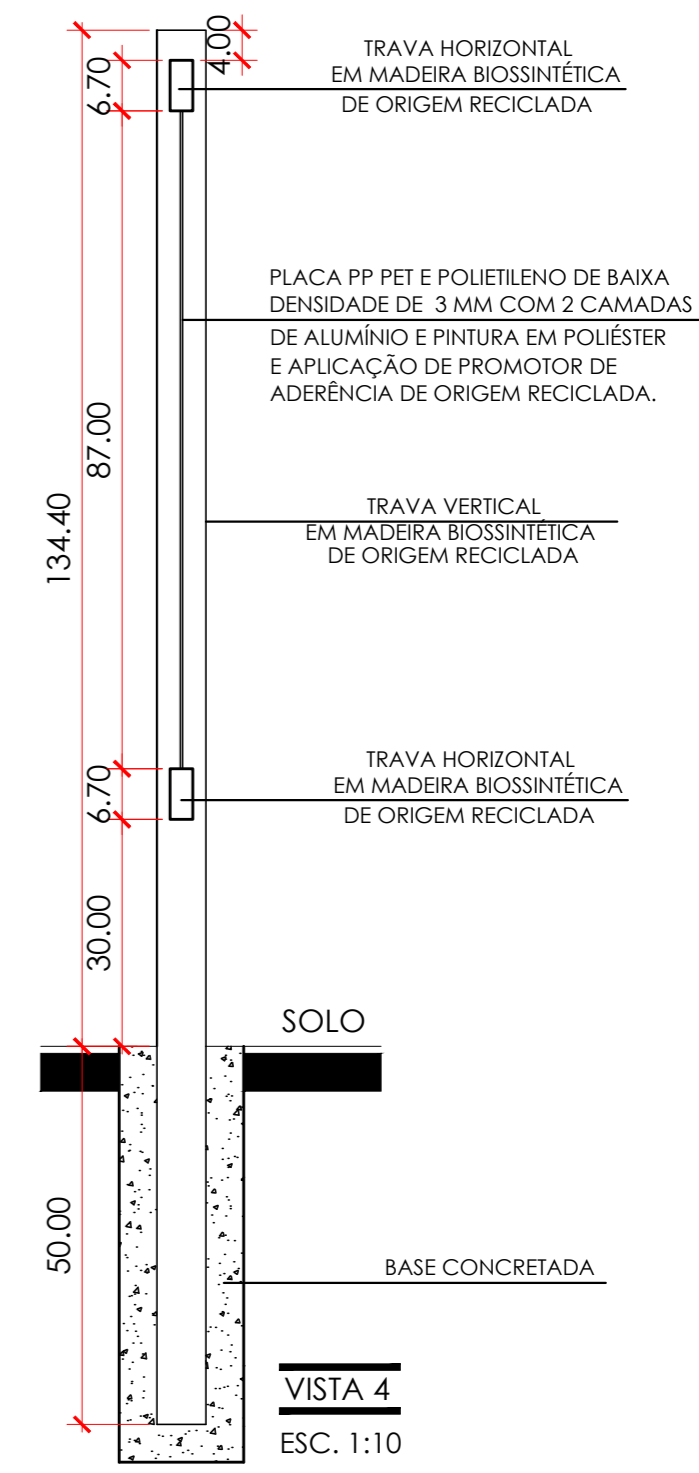 4.00
6.70
TRAVA HORIZONTAL
EM MADEIRA BIOSSINTÉTICA
DE ORIGEM RECICLADA
PLACA PP PET E POLIETILENO DE BAIXA
DENSIDADE DE 3 MM COM 2 CAMADAS
DE ALUMÍNIO E PINTURA EM POLIÉSTER
E APLICAÇÃO DE PROMOTOR DE
ADERÊNCIA DE ORIGEM RECICLADA.
87.00
134.40
TRAVA VERTICAL
EM MADEIRA BIOSSINTÉTICA
DE ORIGEM RECICLADA
6.70
TRAVA HORIZONTAL
EM MADEIRA BIOSSINTÉTICA
DE ORIGEM RECICLADA
30.00
SOLO
50.00
BASE CONCRETADA
VISTA 4
ESC. 1:10